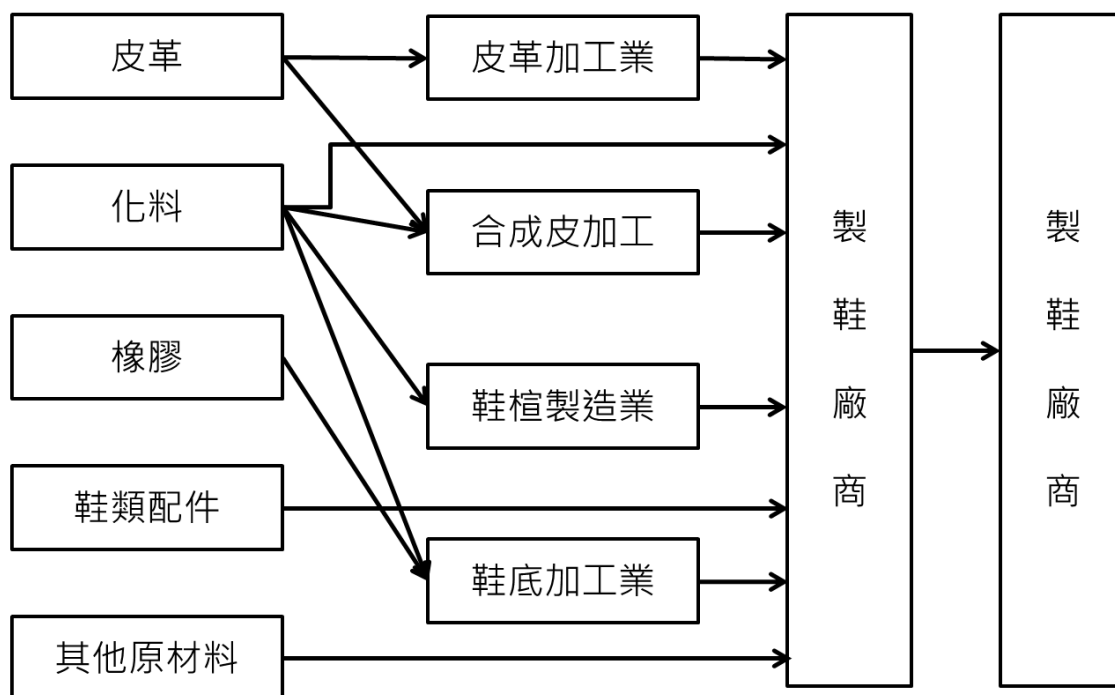 皮革
皮革加工業
化料
合成皮加工
橡膠
鞋楦製造業
鞋類配件
鞋底加工業
其他原材料
製鞋廠商
製鞋廠商